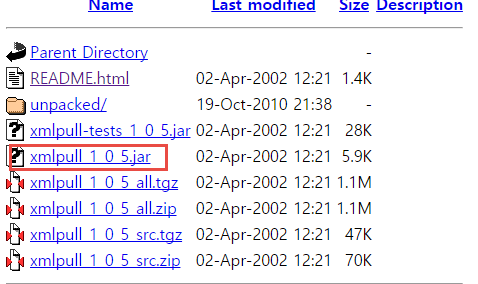 Name Last modified Size Description
Parent Directory -
README.html 02-Apr-2002 12:21 1.4K
unpacked/ 19-Oct-2010 21:38 -
xmlpull-tests_1_0_5.jar 02-Apr-2002 12:21 28K
xmlpull_1_0_5.jar 02-Apr-2002 12:21 5.9K
xmlpull_1_0_5_all.tgz 02-Apr-2002 12:21 1.1M
xmlpull_1_0_5_all.zip 02-Apr-2002 12:21 1.1M
xmlpull_1_0_5_src.tgz 02-Apr-2002 12:21 47K
xmlpull_1_0_5_src.zip 02-Apr-2002 12:21 70K